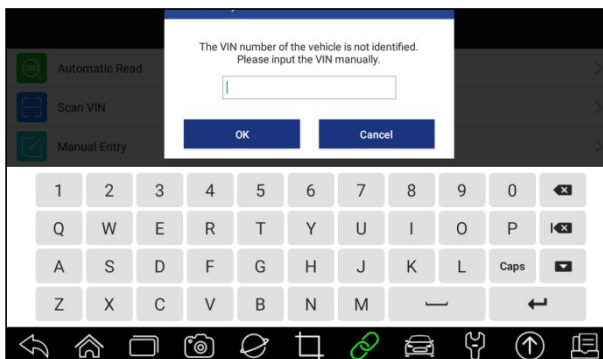 The VIN number of the vehicle is not identified.
Please input the VIN manually.
OK Cancel
Automatic Read
Scan VIN
Manual Entry
1 2 3 4 5 6 7 8 9 0
Q W E R T Y U I O P
A S D F G H J K L Caps
Z X C V B N M